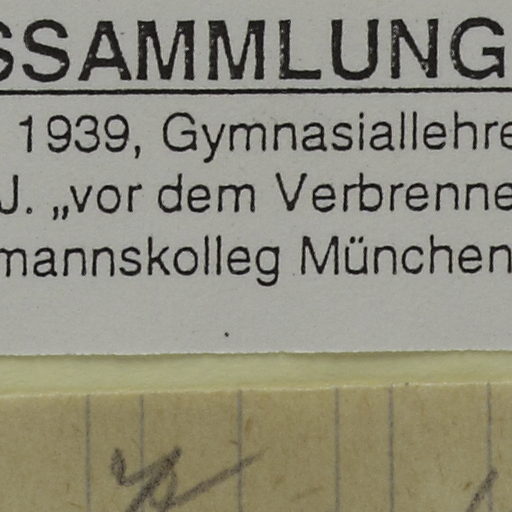 SSAMMLUNG
1939, Gymnasiallehre
J. „vor dem Verbrenne
mannskolleg München